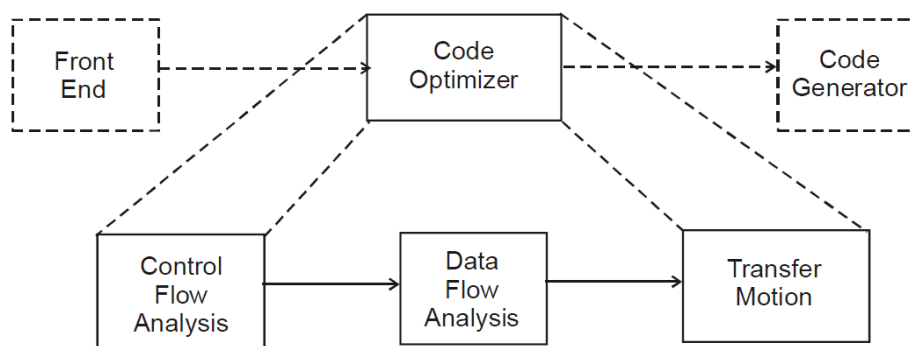 Front
End
Code
Optimizer
Code
Generator
Control
Flow
Analysis
Data
Flow
Analysis
Transfer
Motion